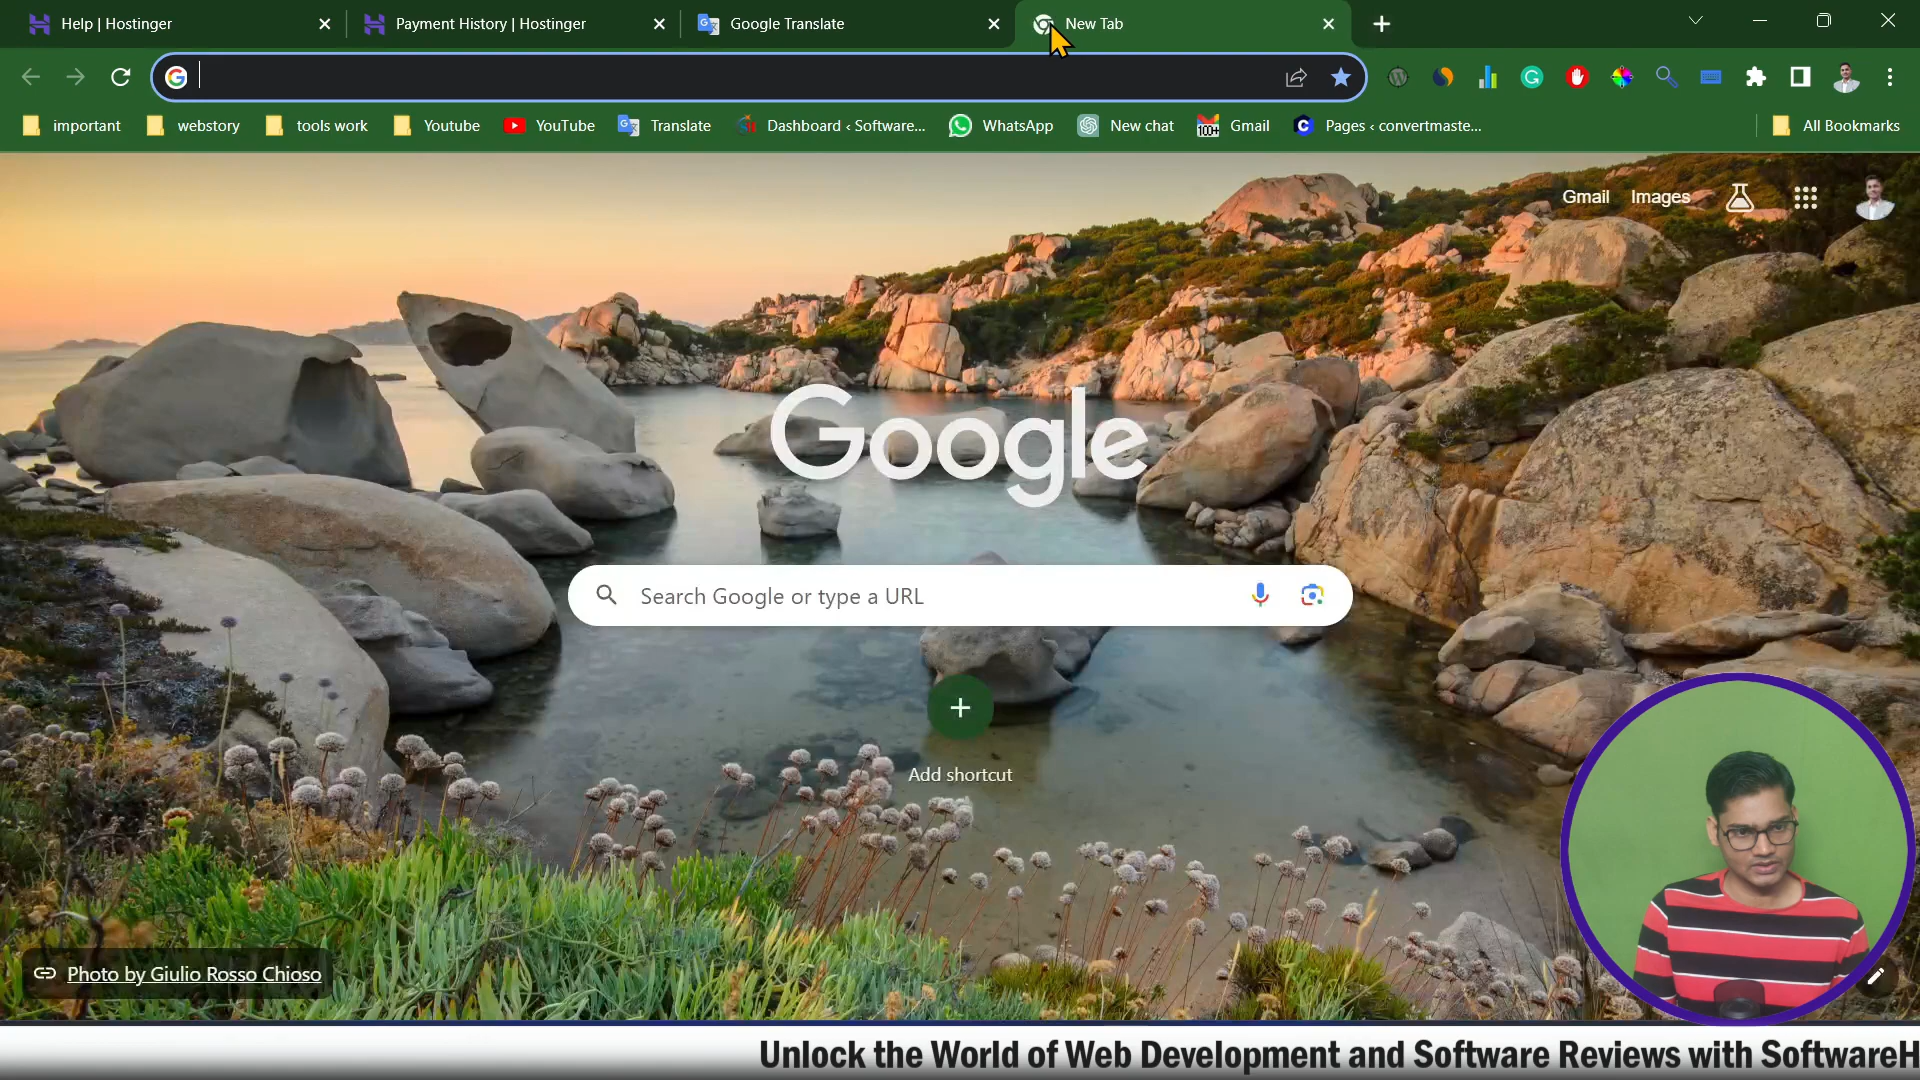 Help | Hostinger
Payment History | Hostinger
Google Translate
New Tab
important
webstory
tools work
Youtube
YouTube
Translate
Dashboard ‹ Software...
WhatsApp
New chat
100+
Gmail
Pages ‹ convertmaste...
All Bookmarks
Gmail
Images
Google
Search Google or type a URL
Add shortcut
Photo by Giulio Rosso Chioso
Unlock the World of Web Development and Software Reviews with SoftwareH